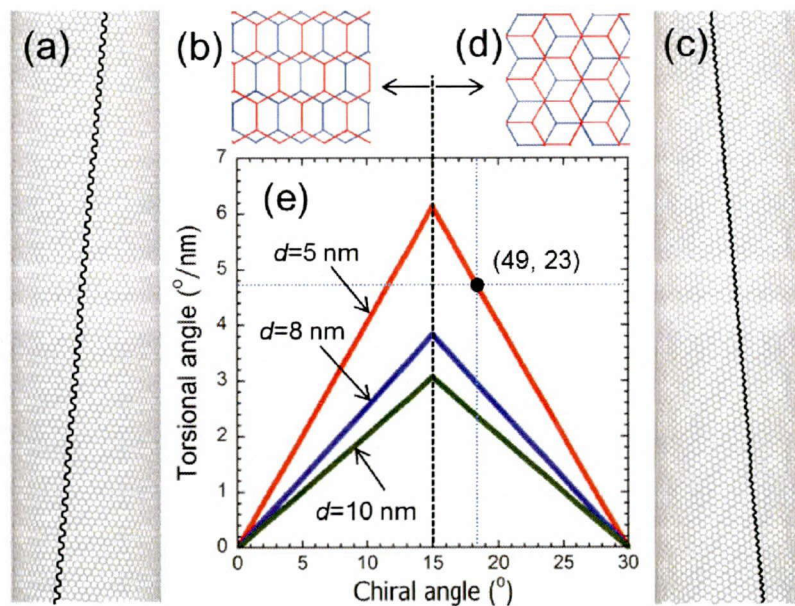 (a)
(b)
(d)
(c)
(e)
7
6
5
4
3
2
1
0
Torsional angle (°/nm)
d=5 nm
d=8 nm
d=10 nm
(49, 23)
0 5 10 15 20 25 30
Chiral angle (°)